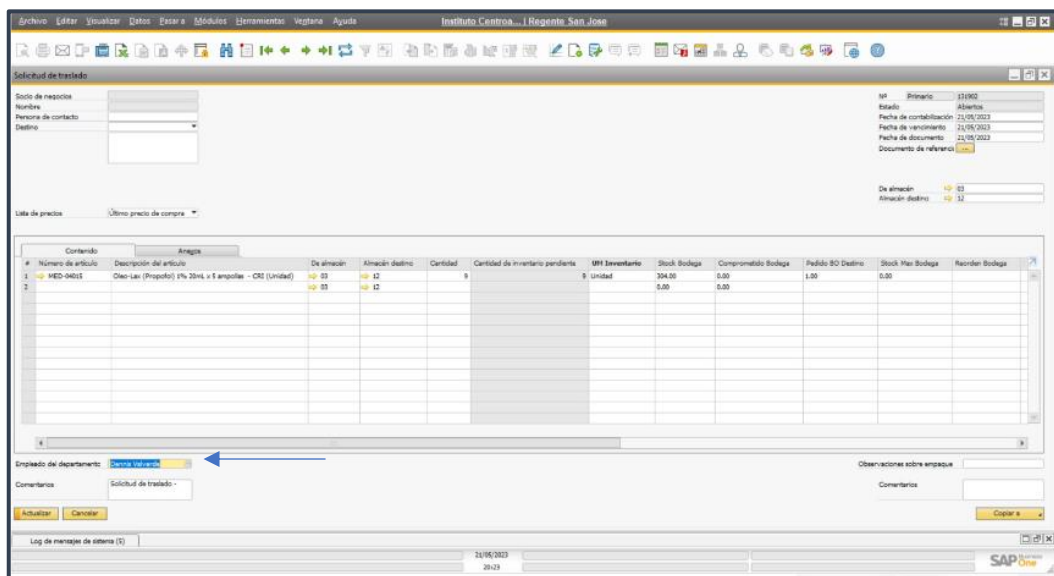 Archivo Editar Visualizar Datos Pasar a Módulos Herramientas Ventana Ayuda Instituto Centroa... | Regente San Jose
Solicitud de traslado
Socio de negocios
Nombre
Persona de contacto
Destino
Nº Primario 131902
Estado Abiertos
Fecha de contabilización 21/05/2023
Fecha de vencimiento 21/05/2023
Fecha de documento 21/05/2023
Documento de referenci ...
De almacén 03
Almacén destino 12
Lista de precios Último precio de compra
Contenido Anexos
# Número de artículo Descripción del artículo De almacén Almacén destino Cantidad Cantidad de inventario pendiente UM Inventario Stock Bodega Comprometido Bodega Pedido BO Destino Stock Max Bodega Reorden Bodega
1 MED-04015 Oleo-Lax (Propofol) 1% 20mL x 5 ampollas - CRI (Unidad) 03 12 9 9 Unidad 304.00 0.00 1.00 0.00
2 03 12 0.00 0.00
Empleado del departamento Dennis Valverde
Observaciones sobre empaque
Comentarios Solicitud de traslado -
Comentarios
Actualizar Cancelar Copiar a
Log de mensajes de sistema (5)
21/05/2023
20:23
SAP Business One